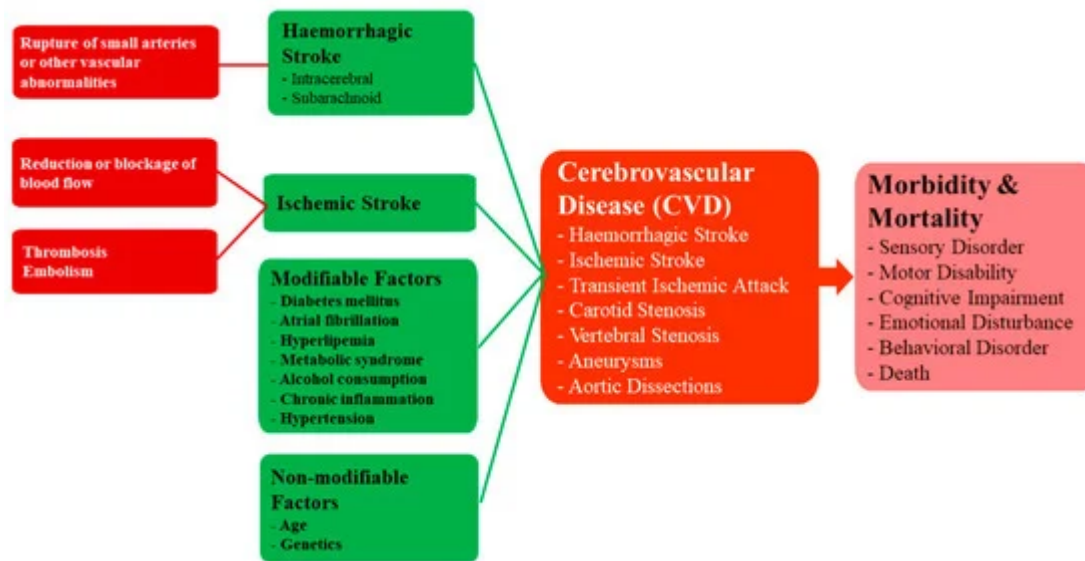 Rupture of small arteries
or other vascular
abnormalities
Haemorrhagic
Stroke
- Intracerebral
- Subarachnoid
Reduction or blockage of
blood flow
Thrombosis
Embolism
Ischemic Stroke
Modifiable Factors
- Diabetes mellitus
- Atrial fibrillation
- Hyperlipemia
- Metabolic syndrome
- Alcohol consumption
- Chronic inflammation
- Hypertension
Non-modifiable
Factors
- Age
- Genetics
Cerebrovascular
Disease (CVD)
- Haemorrhagic Stroke
- Ischemic Stroke
- Transient Ischemic Attack
- Carotid Stenosis
- Vertebral Stenosis
- Aneurysms
- Aortic Dissections
Morbidity &
Mortality
- Sensory Disorder
- Motor Disability
- Cognitive Impairment
- Emotional Disturbance
- Behavioral Disorder
- Death